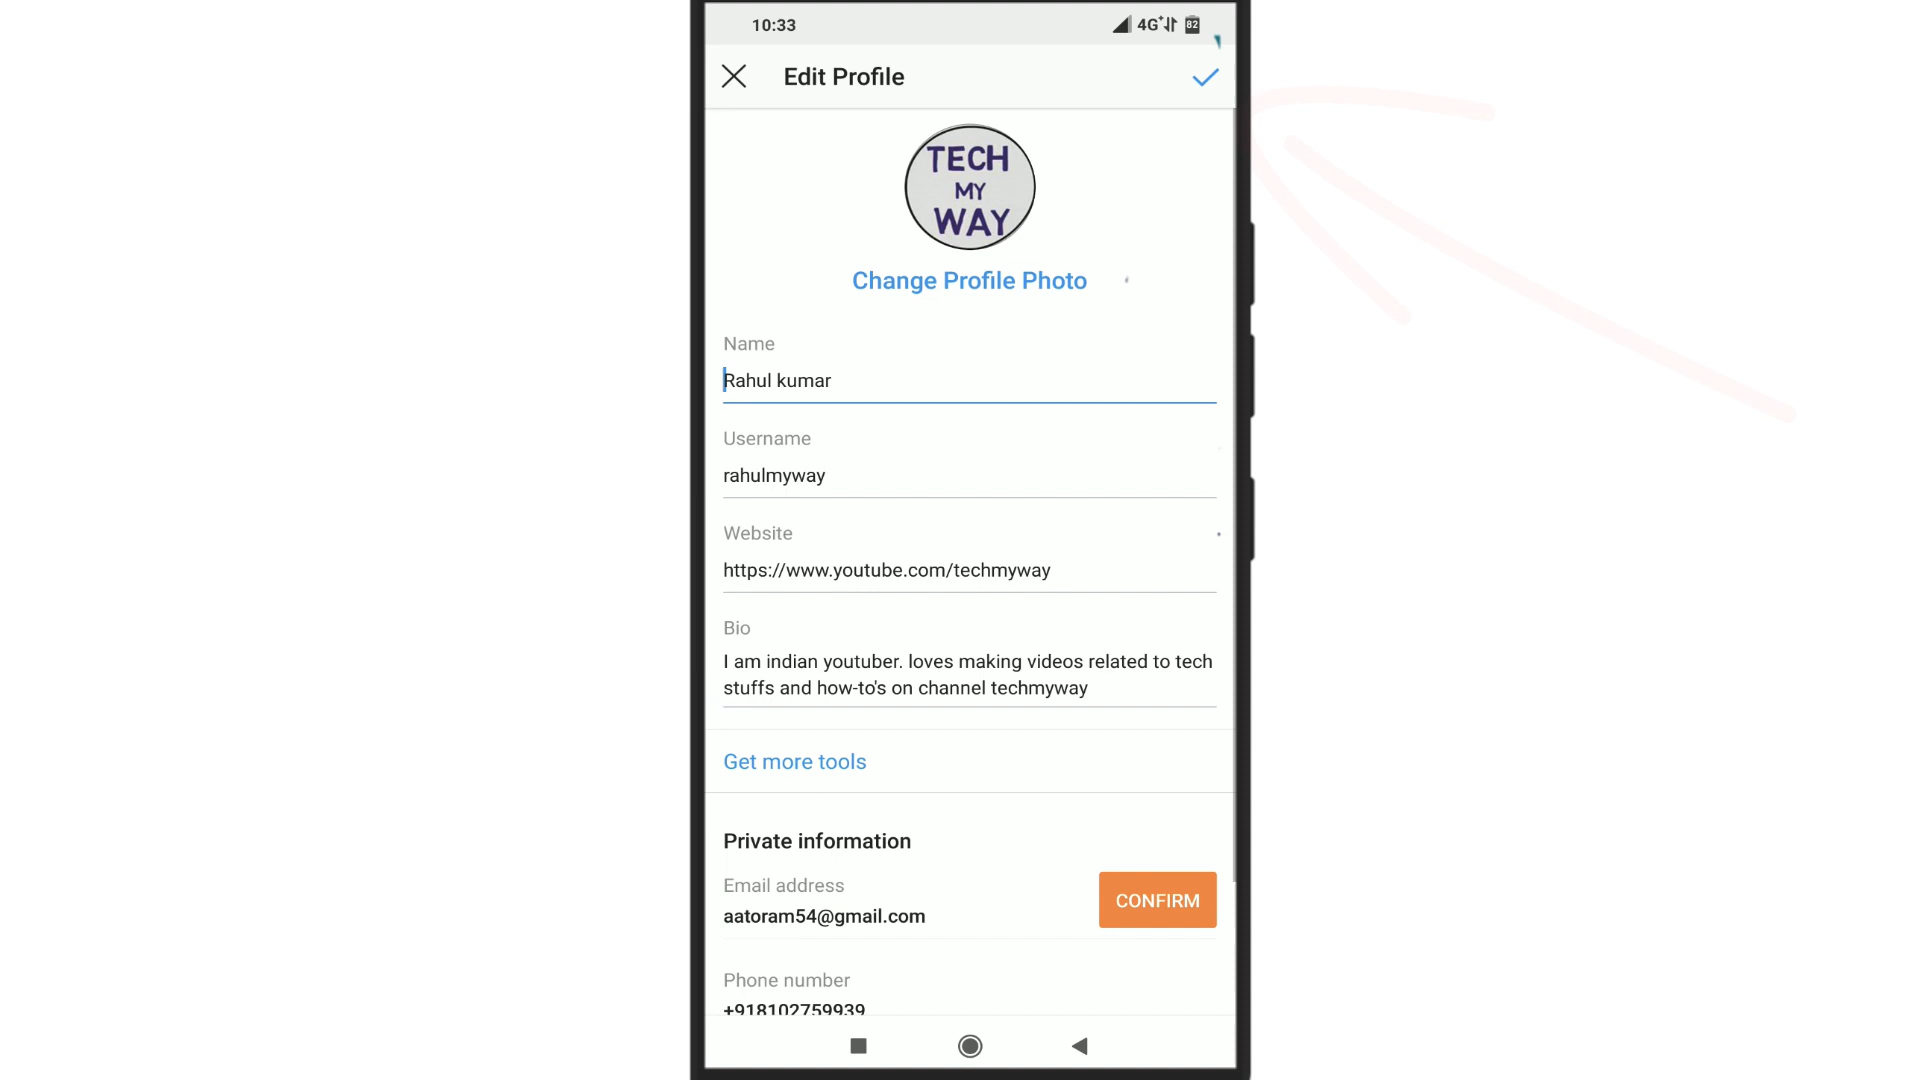 10:33
4G+ 82
Edit Profile
TECH
MY
WAY
Change Profile Photo
Name
Rahul kumar
Username
rahulmyway
Website
https://www.youtube.com/techmyway
Bio
I am indian youtuber. loves making videos related to tech
stuffs and how-to's on channel techmyway
Get more tools
Private information
Email address
aatoram54@gmail.com
CONFIRM
Phone number
+918102759939